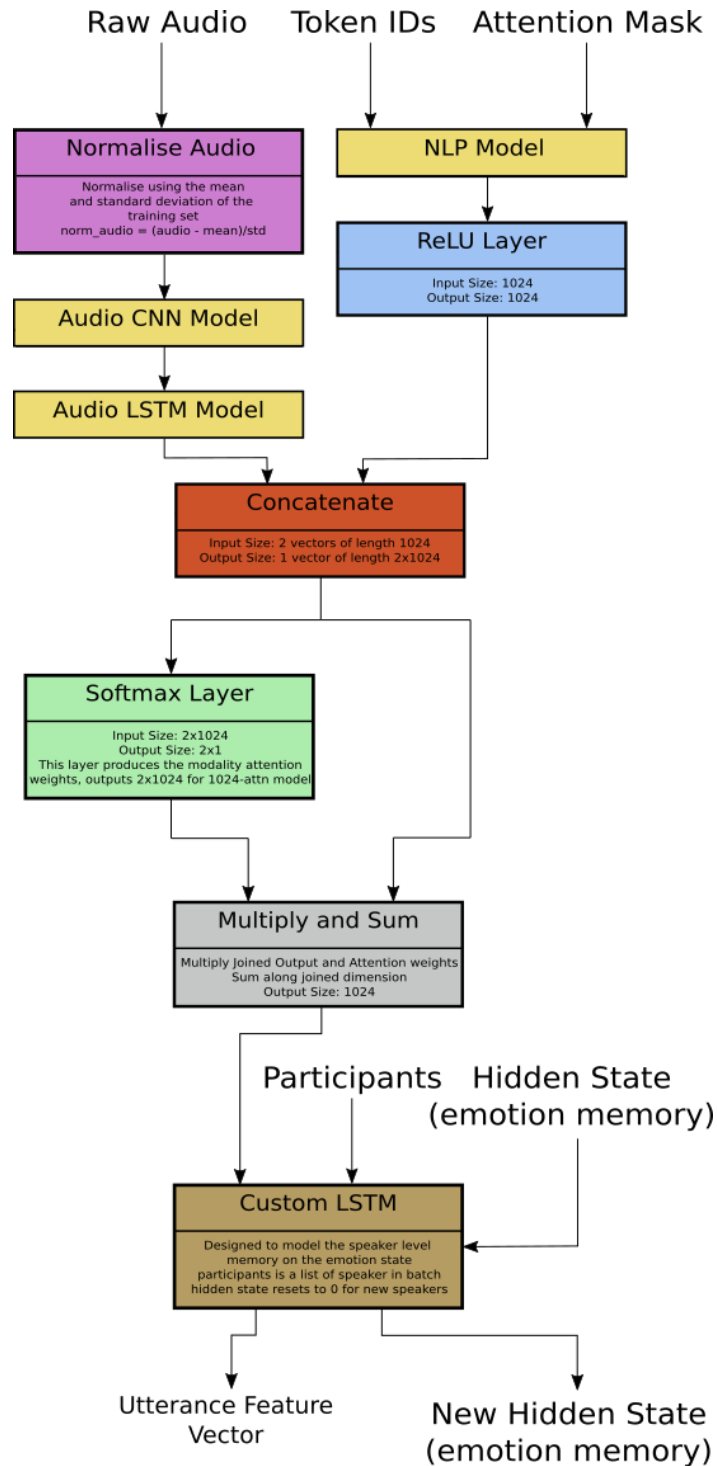 Raw Audio
Token IDs
Attention Mask
Normalise Audio
Normalise using the mean
and standard deviation of the
training set
norm_audio = (audio - mean)/std
NLP Model
ReLU Layer
Input Size: 1024
Output Size: 1024
Audio CNN Model
Audio LSTM Model
Concatenate
Input Size: 2 vectors of length 1024
Output Size: 1 vector of length 2x1024
Softmax Layer
Input Size: 2x1024
Output Size: 2x1
This layer produces the modality attention
weights, outputs 2x1024 for 1024-attn model
Multiply and Sum
Multiply Joined Output and Attention weights
Sum along joined dimension
Output Size: 1024
Participants
Hidden State
(emotion memory)
Custom LSTM
Designed to model the speaker level
memory on the emotion state
participants is a list of speaker in batch
hidden state resets to 0 for new speakers
Utterance Feature
Vector
New Hidden State
(emotion memory)